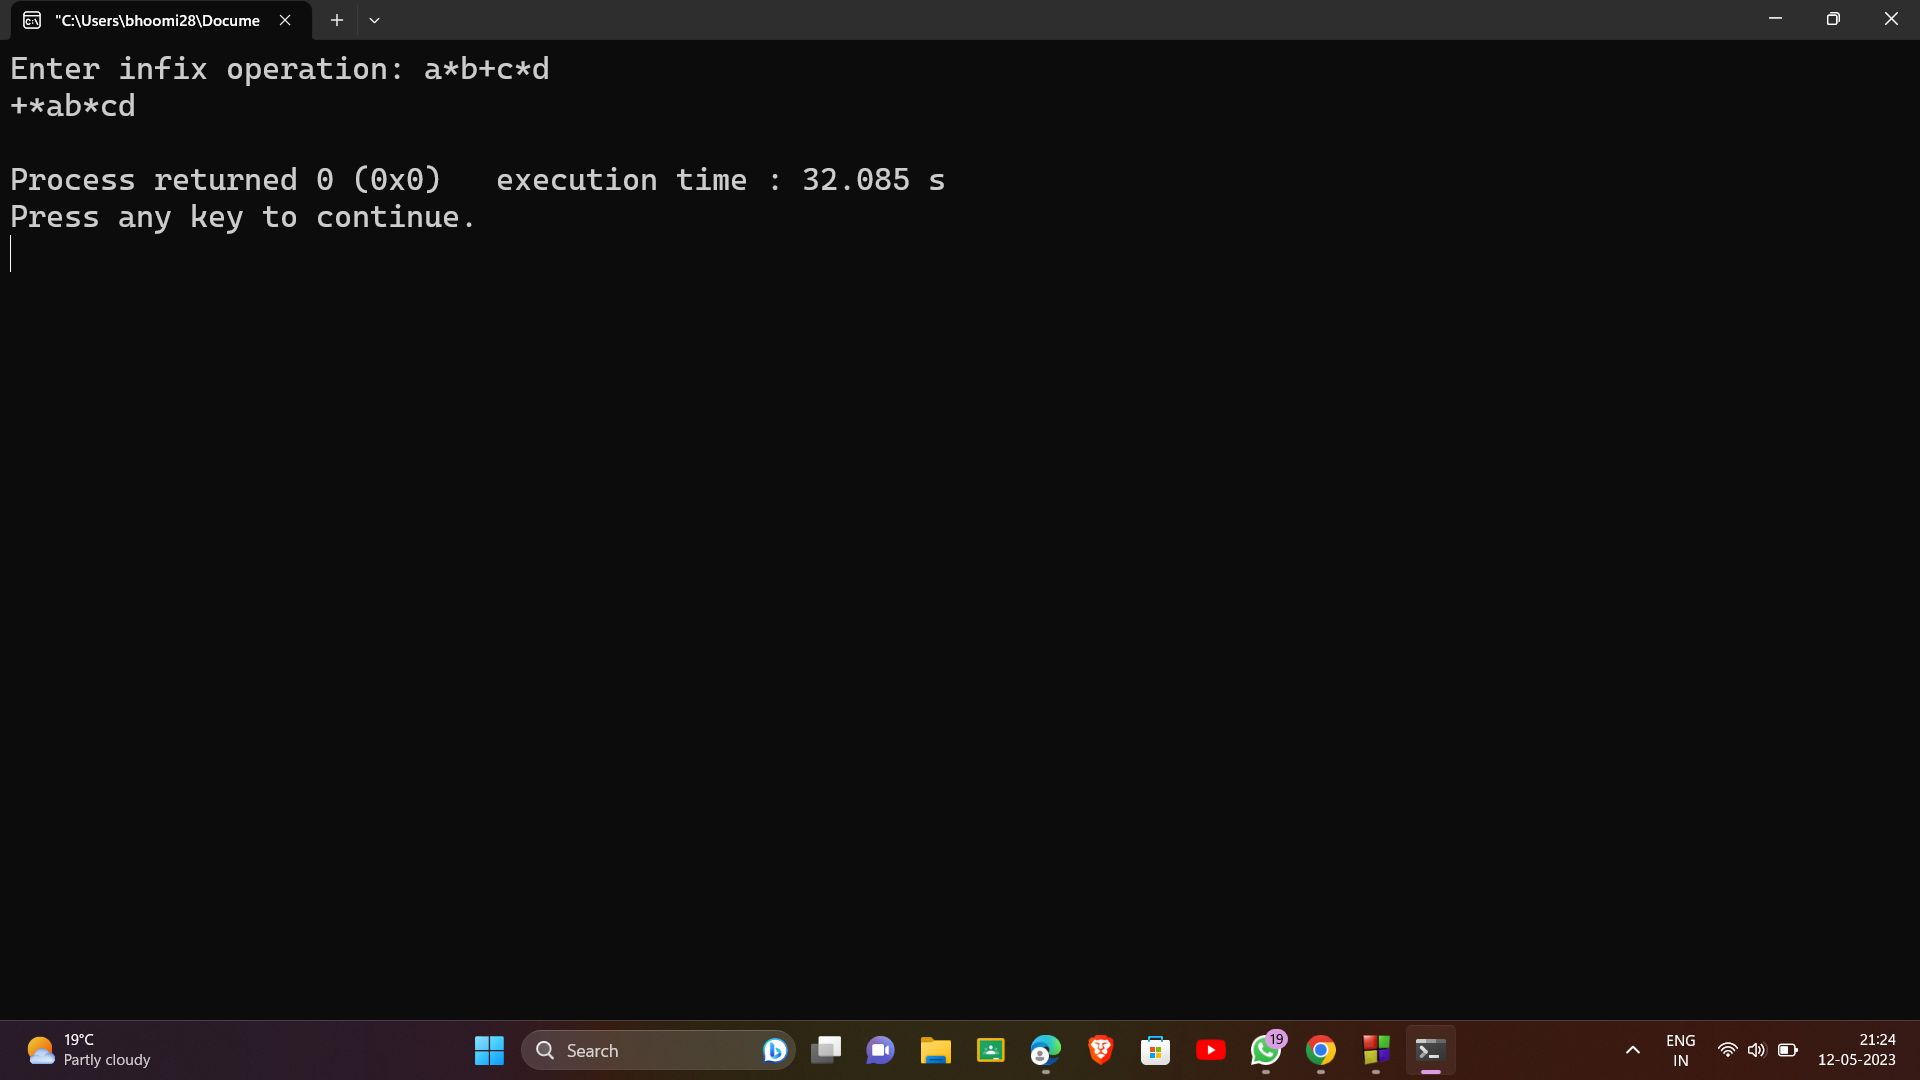 "C:\Users\bhoomi28\Docume
Enter infix operation: a*b+c*d
+*ab*cd
Process returned 0 (0x0)   execution time : 32.085 s
Press any key to continue.
19°C
Partly cloudy
Search
19
ENG
IN
21:24
12-05-2023